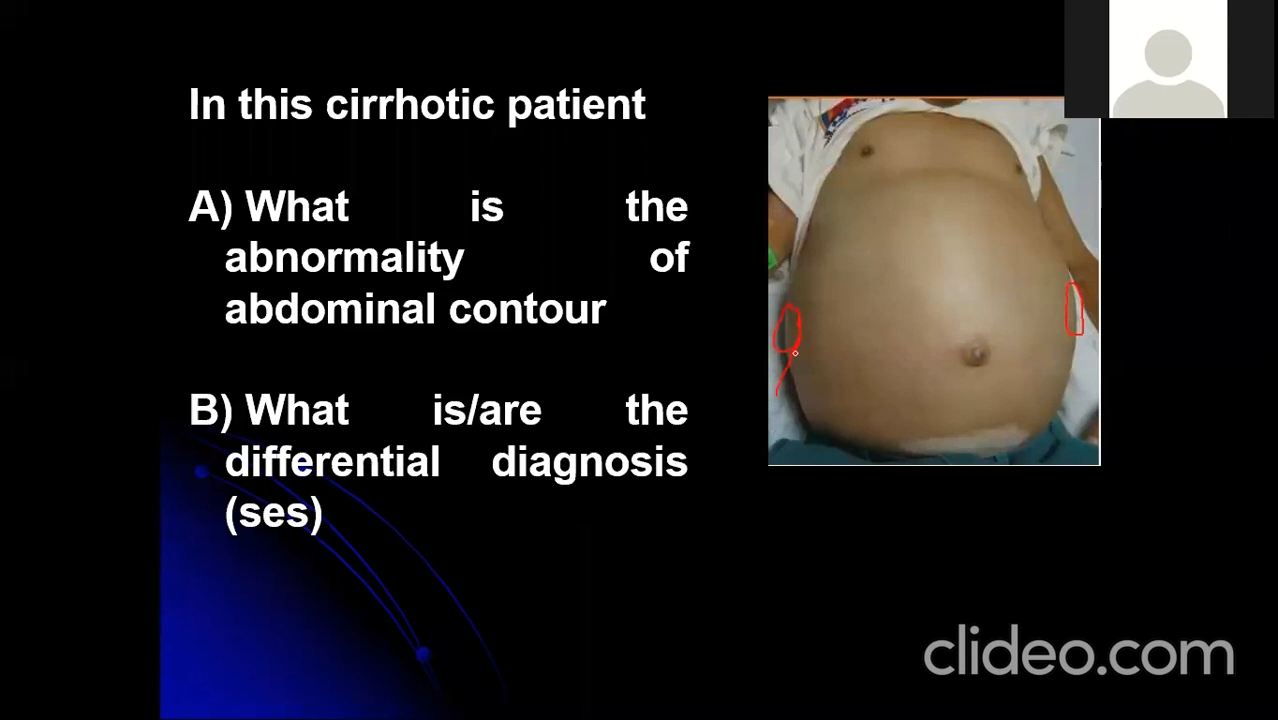 In this cirrhotic patient
A) What is the
abnormality of
abdominal contour
B) What is/are the
differential diagnosis
(ses)
clideo.com